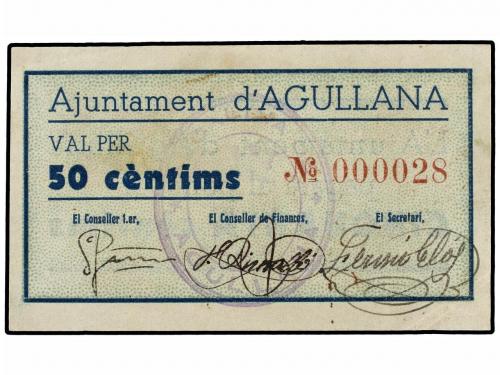 Ajuntament d'AGULLANA
VAL PER
50 cèntims
Nº 000028
El Conseller 1.er, El Conseller de Finances, El Secretari,